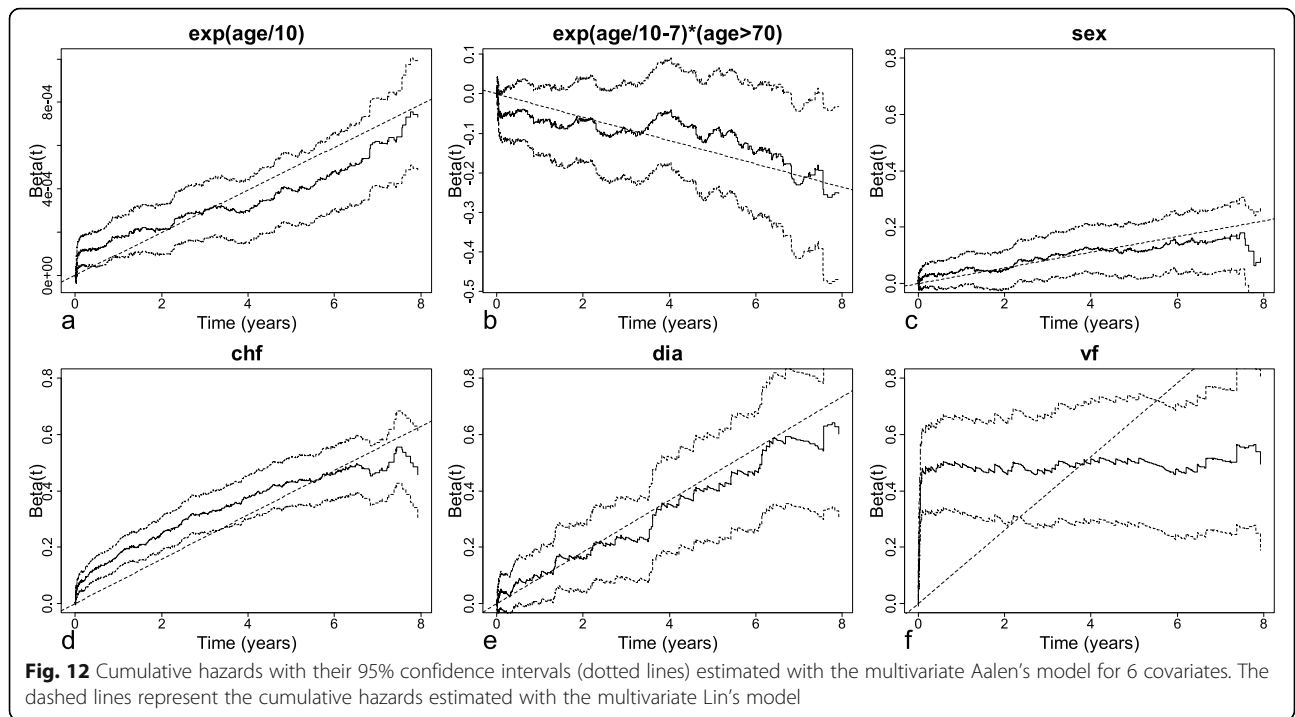 exp(age/10)
Beta(t)
0e+00 4e-04 8e-04
0 2 4 6 8
Time (years)
a
exp(age/10-7)*(age>70)
Beta(t)
-0.5 -0.4 -0.3 -0.2 -0.1 0.0 0.1
0 2 4 6 8
Time (years)
b
sex
Beta(t)
0.0 0.2 0.4 0.6 0.8
0 2 4 6 8
Time (years)
c
chf
Beta(t)
0.0 0.2 0.4 0.6 0.8
0 2 4 6 8
Time (years)
d
dia
Beta(t)
0.0 0.2 0.4 0.6 0.8
0 2 4 6 8
Time (years)
e
vf
Beta(t)
0.0 0.2 0.4 0.6 0.8
0 2 4 6 8
Time (years)
f
Fig. 12 Cumulative hazards with their 95% confidence intervals (dotted lines) estimated with the multivariate Aalen's model for 6 covariates. The
dashed lines represent the cumulative hazards estimated with the multivariate Lin's model